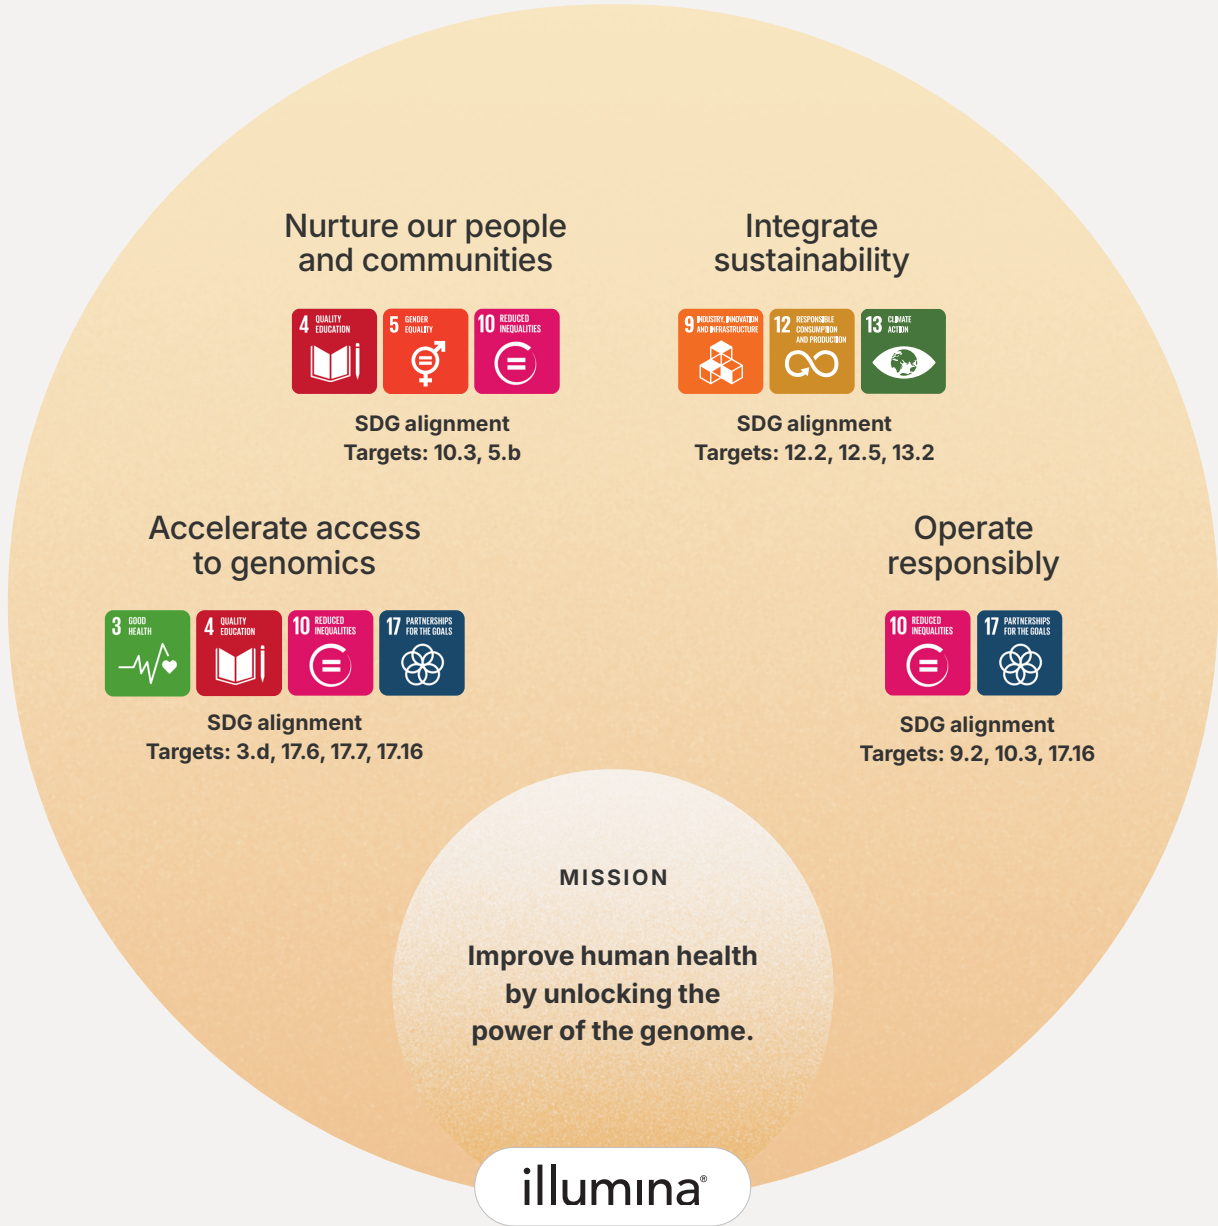 Nurture our people
and communities
4 QUALITY
EDUCATION
5 GENDER
EQUALITY
10 REDUCED
INEQUALITIES
SDG alignment
Targets: 10.3, 5.b
Integrate
sustainability
9 INDUSTRY, INNOVATION
AND INFRASTRUCTURE
12 RESPONSIBLE
CONSUMPTION
AND PRODUCTION
13 CLIMATE
ACTION
SDG alignment
Targets: 12.2, 12.5, 13.2
Accelerate access
to genomics
3 GOOD
HEALTH
4 QUALITY
EDUCATION
10 REDUCED
INEQUALITIES
17 PARTNERSHIPS
FOR THE GOALS
SDG alignment
Targets: 3.d, 17.6, 17.7, 17.16
Operate
responsibly
10 REDUCED
INEQUALITIES
17 PARTNERSHIPS
FOR THE GOALS
SDG alignment
Targets: 9.2, 10.3, 17.16
MISSION
Improve human health
by unlocking the
power of the genome.
illumına®